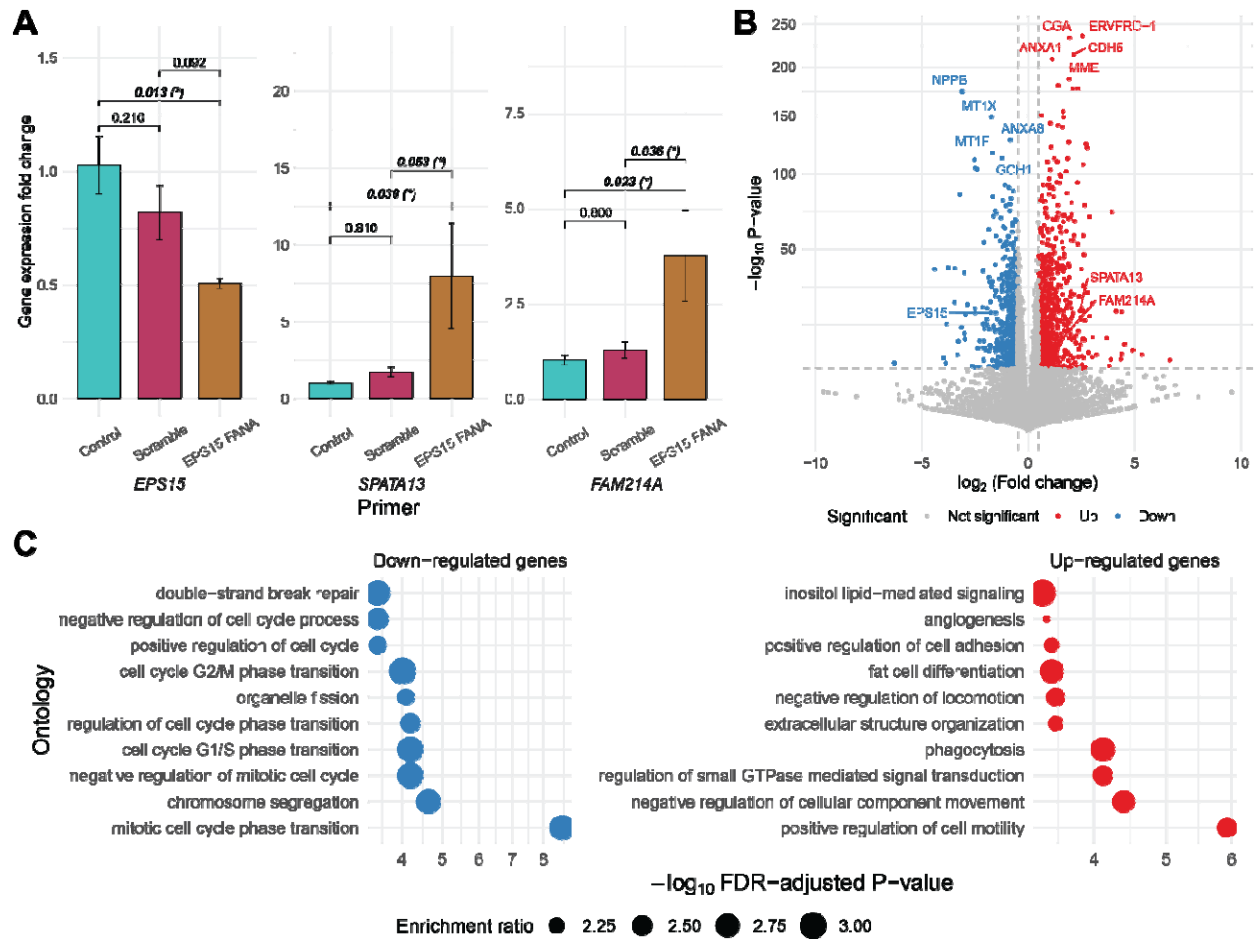 A
Gene expression fold change
1.5
1.0
0.5
0.0
0.092
0.013 (*)
0.210
20
15
10
5
0
0.053 (*)
0.038 (*)
0.810
7.5
5.0
2.5
0.0
0.036 (*)
0.023 (*)
0.800
Control
Scramble
EPS15 FANA
Control
Scramble
EPS15 FANA
Control
Scramble
EPS15 FANA
EPS15
SPATA13
FAM214A
Primer
B
−log10 P−value
250
200
150
100
50
CGA
ERVFRD−1
ANXA1
CDH6
MME
NPPB
MT1X
ANXA8
MT1F
GCH1
SPATA13
FAM214A
EPS15
−10
−5
0
5
10
log2 (Fold change)
Significant
Not significant
Up
Down
C
Ontology
Down−regulated genes
double−strand break repair
negative regulation of cell cycle process
positive regulation of cell cycle
cell cycle G2/M phase transition
organelle fission
regulation of cell cycle phase transition
cell cycle G1/S phase transition
negative regulation of mitotic cell cycle
chromosome segregation
mitotic cell cycle phase transition
4
5
6
7
8
Up−regulated genes
inositol lipid−mediated signaling
angiogenesis
positive regulation of cell adhesion
fat cell differentiation
negative regulation of locomotion
extracellular structure organization
phagocytosis
regulation of small GTPase mediated signal transduction
negative regulation of cellular component movement
positive regulation of cell motility
4
5
6
−log10 FDR−adjusted P−value
Enrichment ratio
2.25
2.50
2.75
3.00